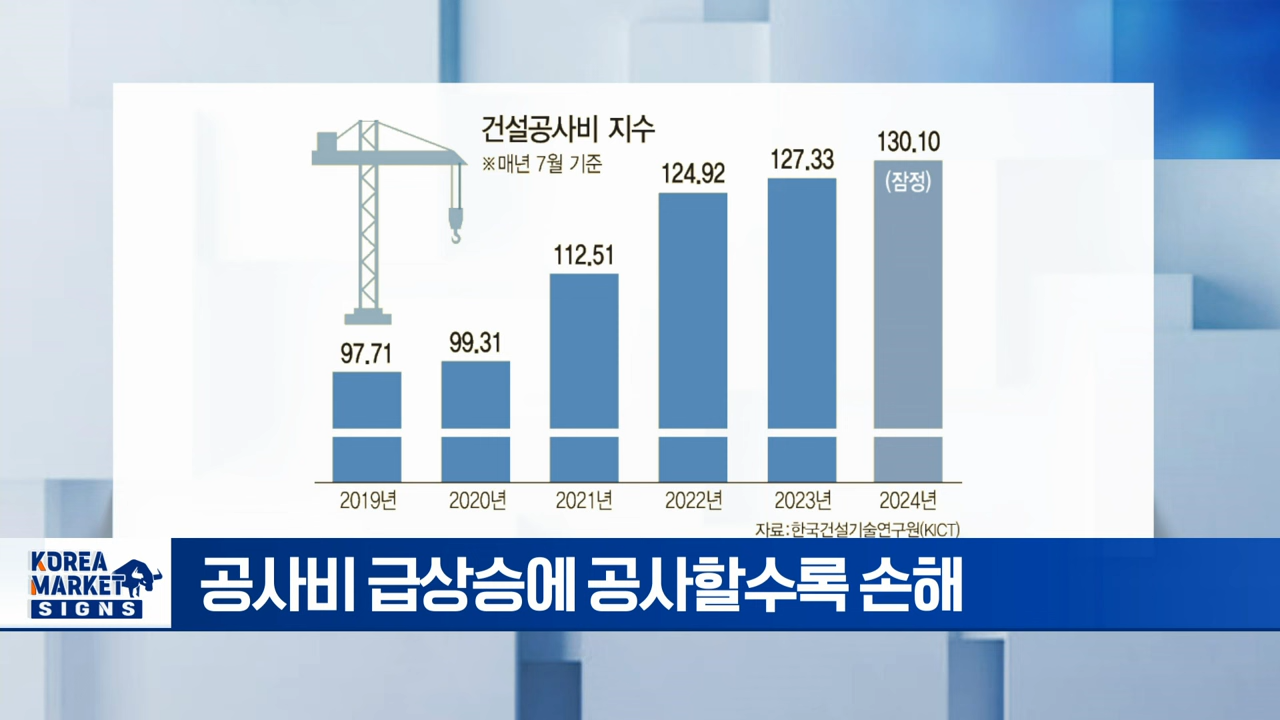 건설공사비 지수
※매년 7월 기준
97.71
99.31
112.51
124.92
127.33
130.10
(잠정)
2019년
2020년
2021년
2022년
2023년
2024년
자료:한국건설기술연구원(KICT)
KOREA
MARKET
SIGNS
공사비 급상승에 공사할수록 손해